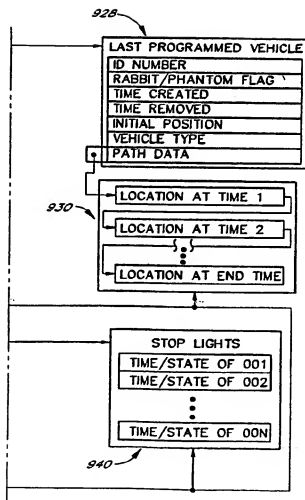 928
LAST PROGRAMMED VEHICLE
ID NUMBER
RABBIT/PHANTOM FLAG
TIME CREATED
TIME REMOVED
INITIAL POSITION
VEHICLE TYPE
PATH DATA
930
LOCATION AT TIME 1
LOCATION AT TIME 2
LOCATION AT END TIME
STOP LIGHTS
TIME/STATE OF 001
TIME/STATE OF 002
TIME/STATE OF 00N
940